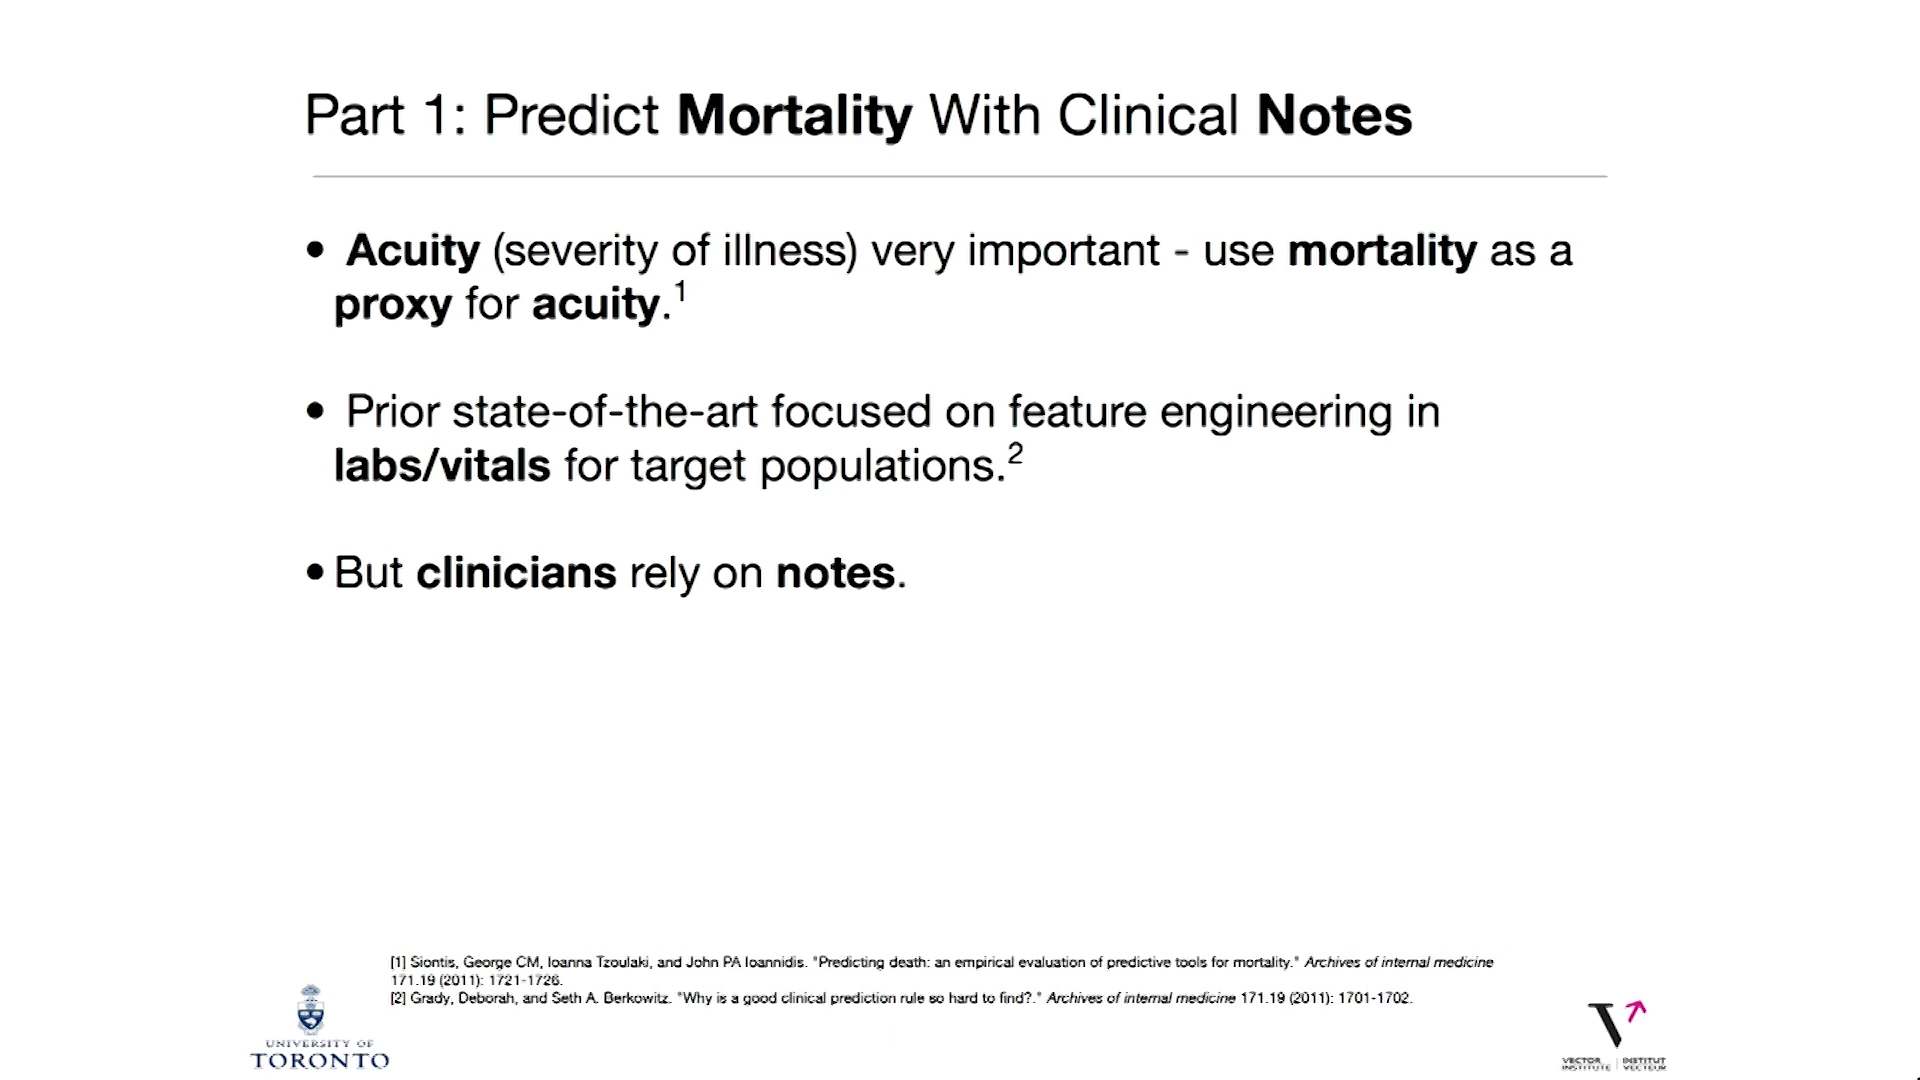 Part 1: Predict Mortality With Clinical Notes
• Acuity (severity of illness) very important - use mortality as a
proxy for acuity.1
• Prior state-of-the-art focused on feature engineering in
labs/vitals for target populations.2
• But clinicians rely on notes.
[1] Siontis, George CM, Ioanna Tzoulaki, and John PA Ioannidis. "Predicting death: an empirical evaluation of predictive tools for mortality." Archives of internal medicine
171.19 (2011): 1721-1726.
[2] Grady, Deborah, and Seth A. Berkowitz. "Why is a good clinical prediction rule so hard to find?." Archives of internal medicine 171.19 (2011): 1701-1702.
UNIVERSITY OF
TORONTO
VECTOR INSTITUT
INSTITUTE VECTEUR